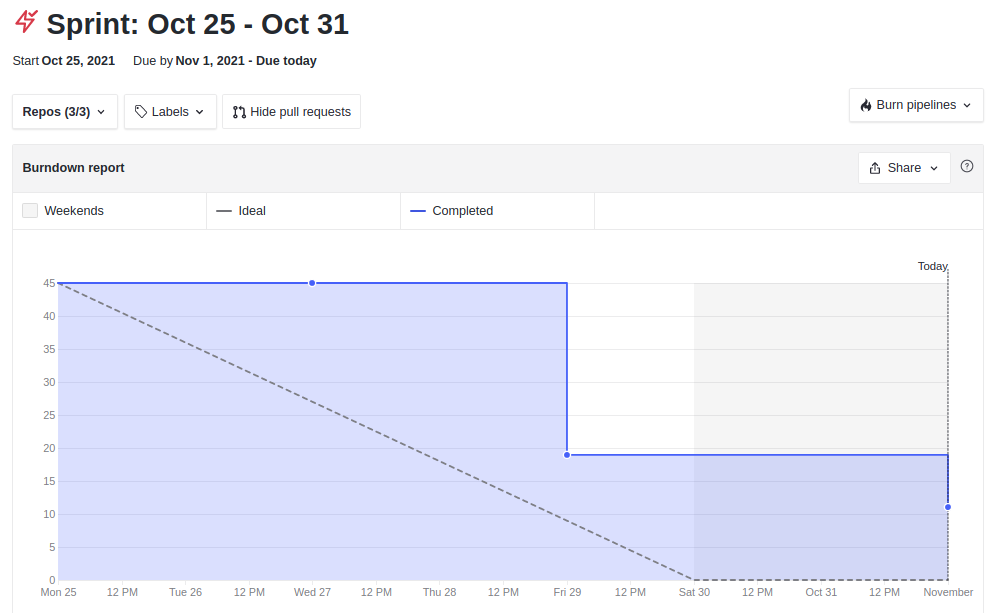 Sprint: Oct 25 - Oct 31
Start Oct 25, 2021 Due by Nov 1, 2021 - Due today
Repos (3/3) Labels Hide pull requests Burn pipelines
Burndown report Share ?
Weekends Ideal Completed
Today
45
40
35
30
25
20
15
10
5
0
Mon 25 12 PM Tue 26 12 PM Wed 27 12 PM Thu 28 12 PM Fri 29 12 PM Sat 30 12 PM Oct 31 12 PM November